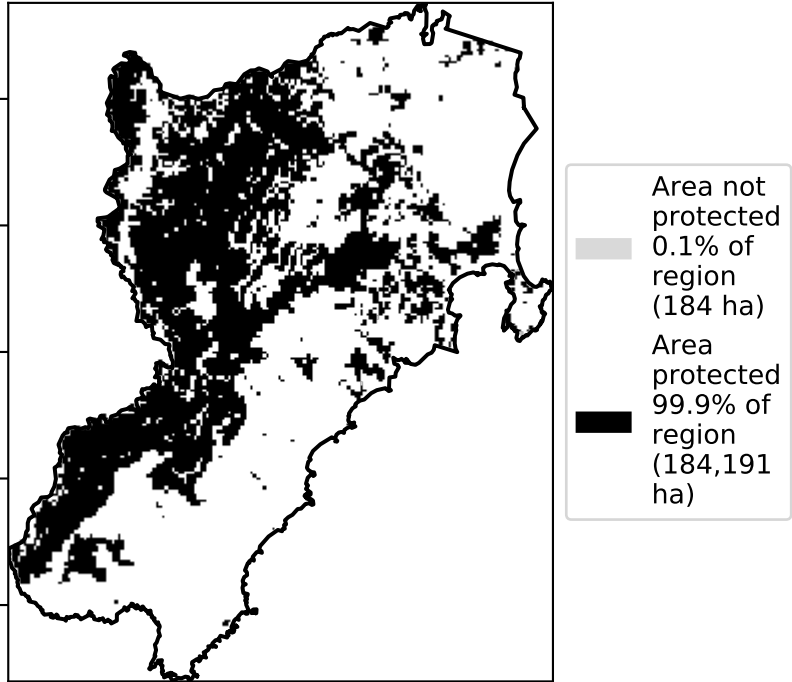 Area not
protected
0.1% of
region
(184 ha)
Area
protected
99.9% of
region
(184,191
ha)